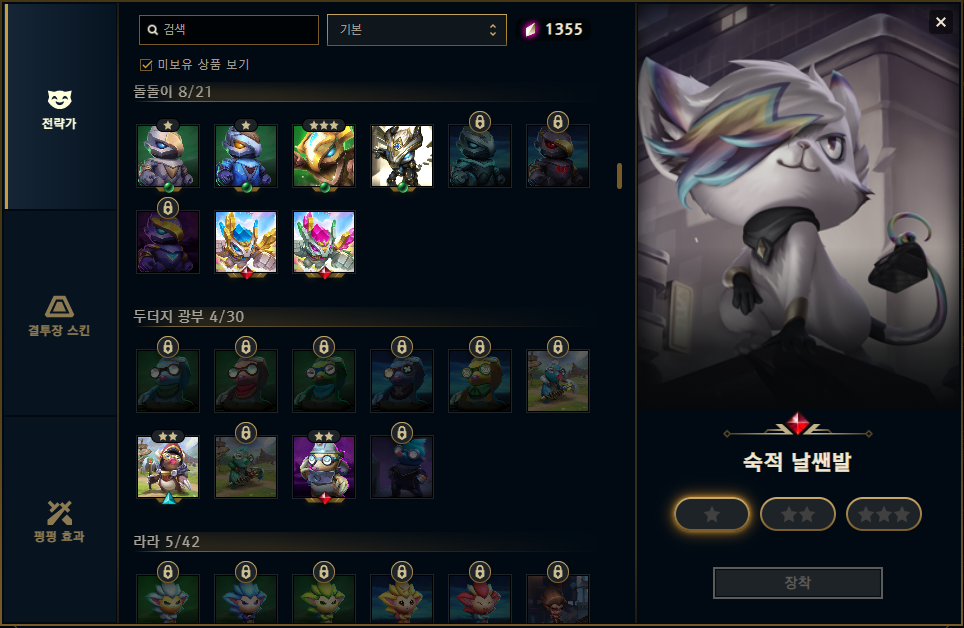 검색
기본
1355
미보유 상품 보기
전략가
결투장 스킨
펑펑 효과
돌돌이 8/21
두더지 광부 4/30
라라 5/42
숙적 날쌘발
장착